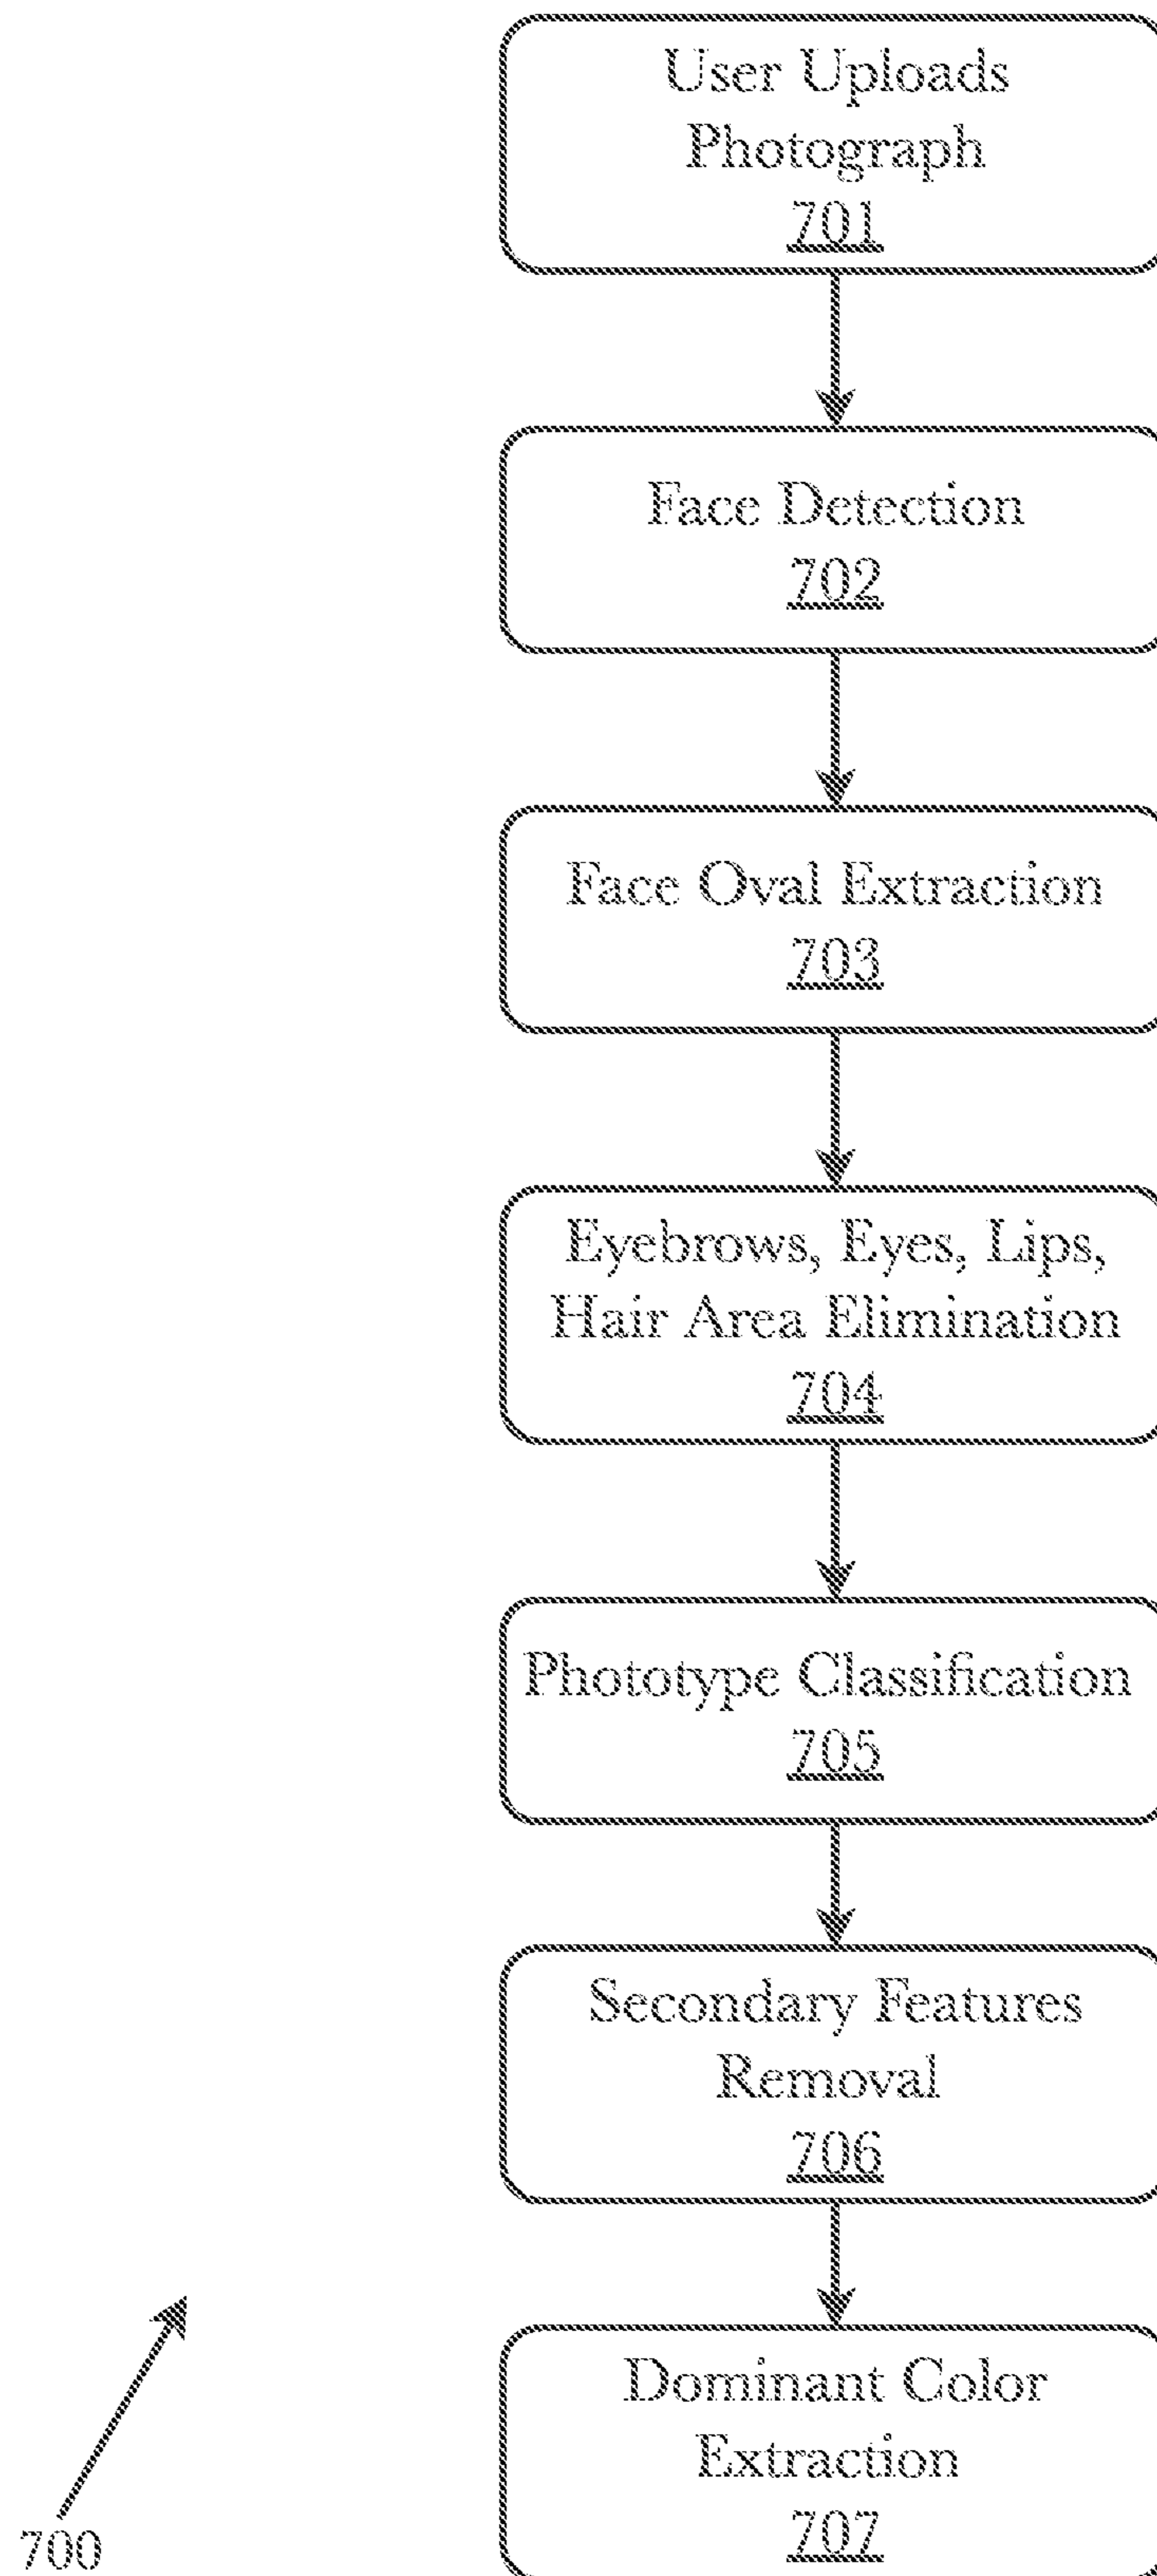 User Uploads
Photograph
701
Face Detection
702
Face Oval Extraction
703
Eyebrows, Eyes, Lips,
Hair Area Elimination
704
Phototype Classification
705
Secondary Features
Removal
706
Dominant Color
Extraction
707
700